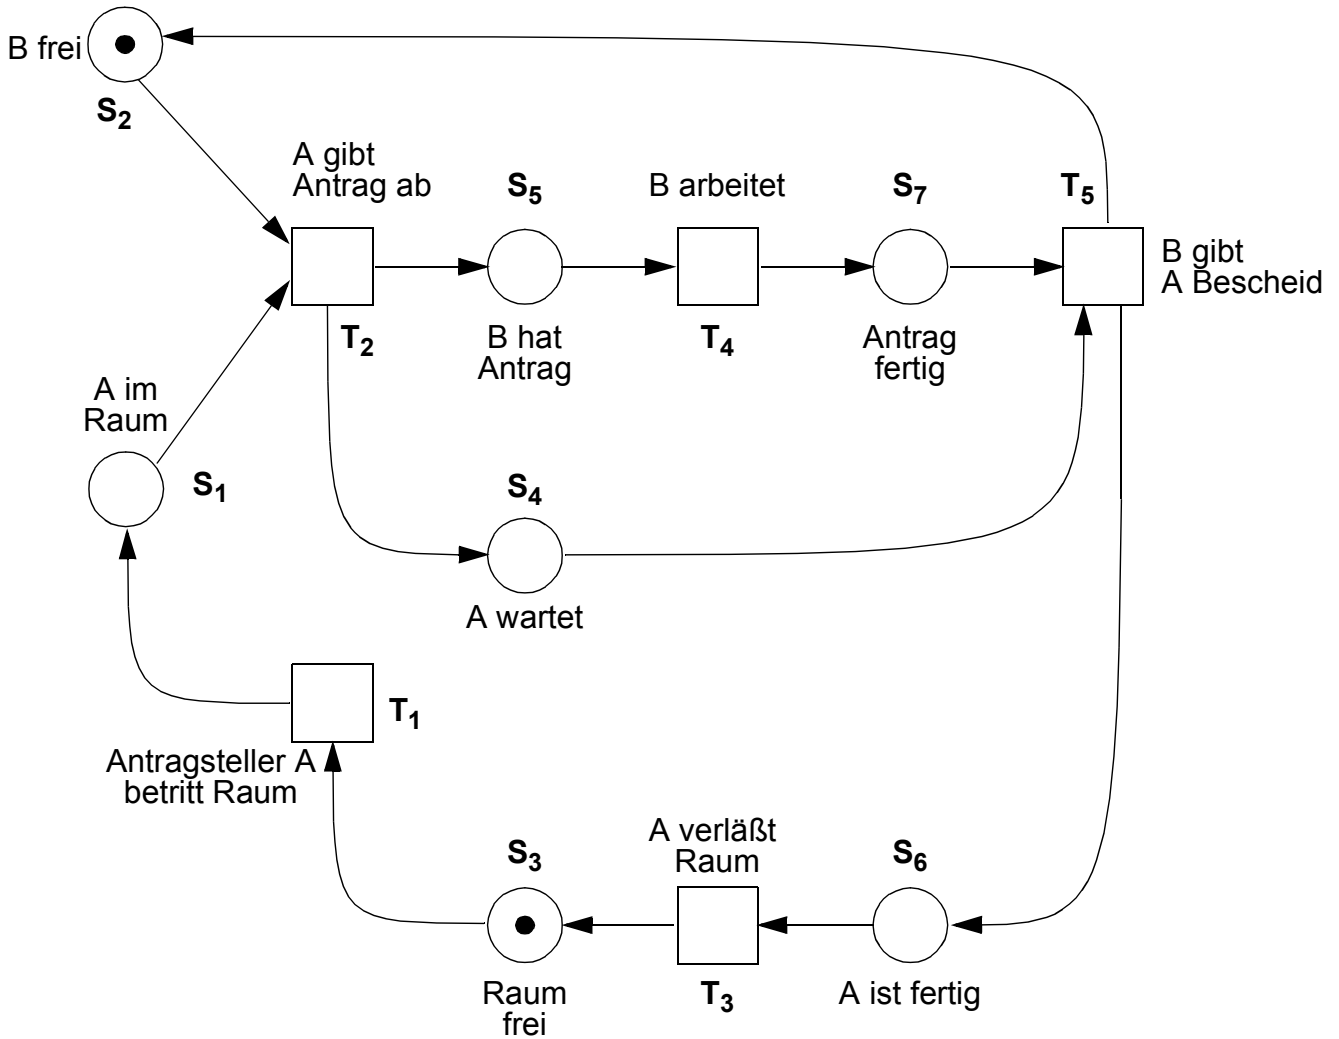 B frei
S2
A gibt
Antrag ab
S5
B arbeitet
S7
T5
B gibt
A Bescheid
T2
B hat
Antrag
T4
Antrag
fertig
A im
Raum
S1
S4
A wartet
T1
Antragsteller A
betritt Raum
A verläßt
Raum
S3
S6
Raum
frei
T3
A ist fertig